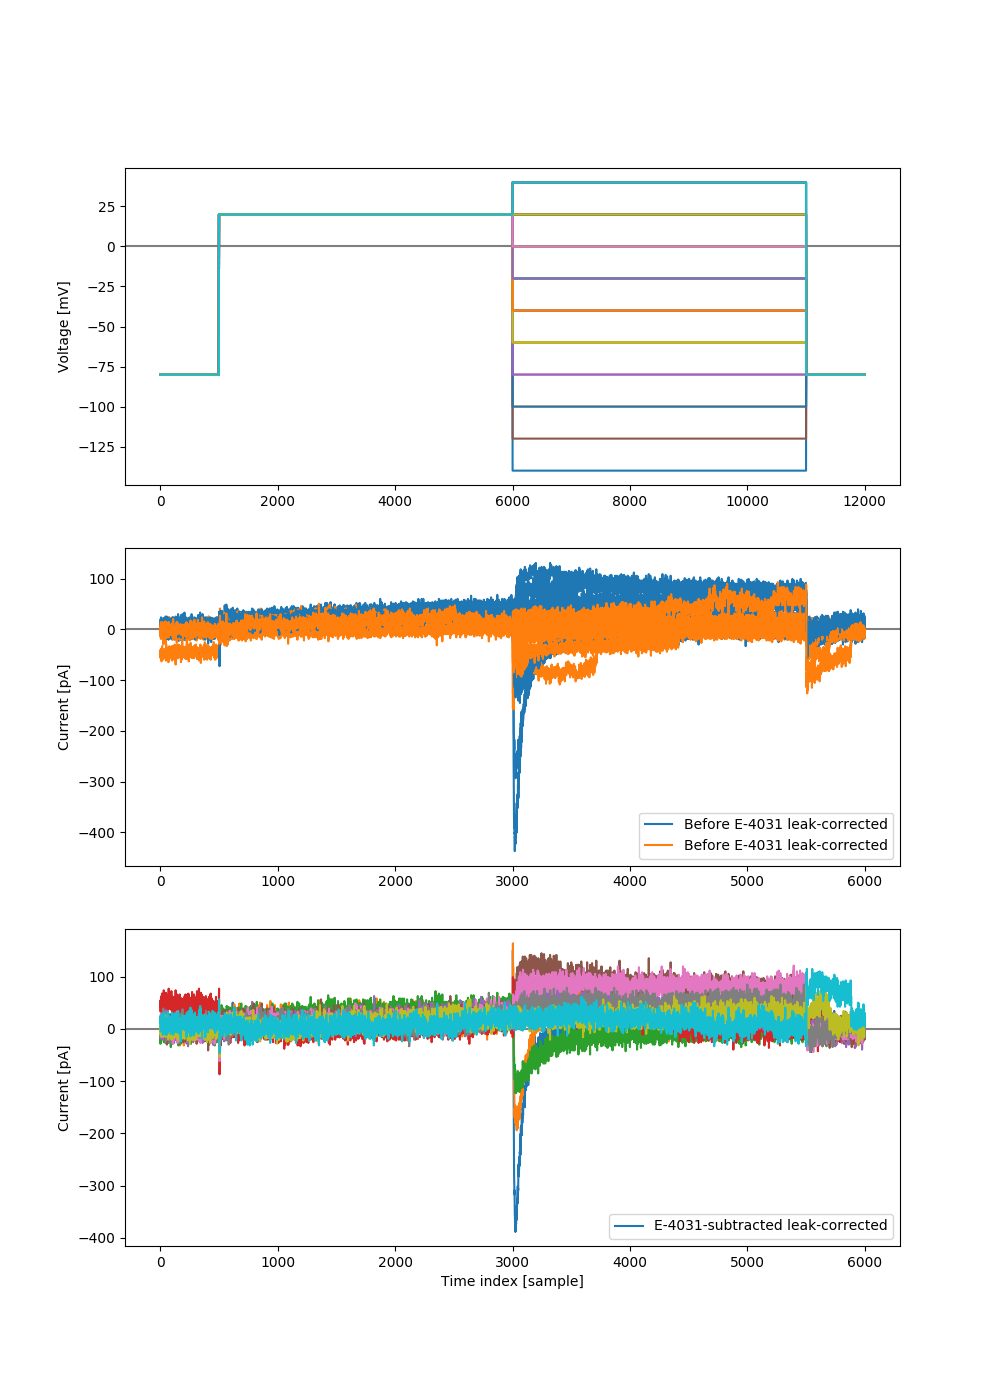 25
0
−25
−50
−75
−100
−125
Voltage [mV]
0 2000 4000 6000 8000 10000 12000
100
0
−100
−200
−300
−400
Current [pA]
Before E-4031 leak-corrected
Before E-4031 leak-corrected
0 1000 2000 3000 4000 5000 6000
100
0
−100
−200
−300
−400
Current [pA]
E-4031-subtracted leak-corrected
0 1000 2000 3000 4000 5000 6000
Time index [sample]